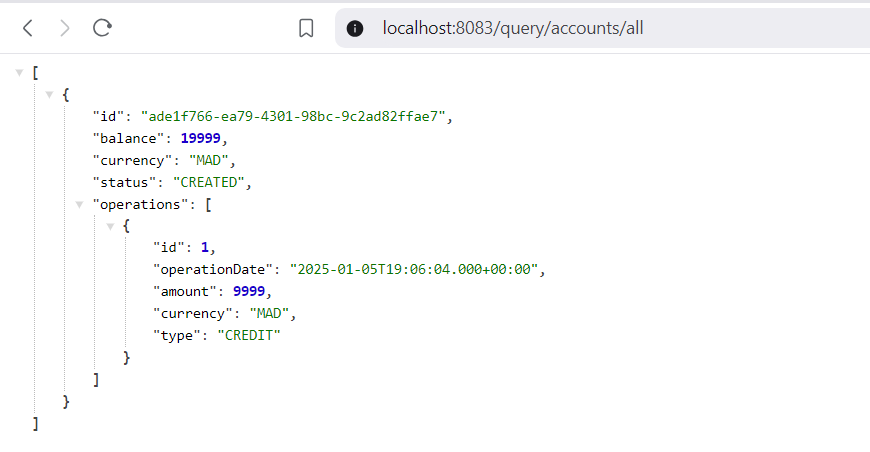 localhost:8083/query/accounts/all
[
{
"id": "ade1f766-ea79-4301-98bc-9c2ad82ffae7",
"balance": 19999,
"currency": "MAD",
"status": "CREATED",
"operations": [
{
"id": 1,
"operationDate": "2025-01-05T19:06:04.000+00:00",
"amount": 9999,
"currency": "MAD",
"type": "CREDIT"
}
]
}
]